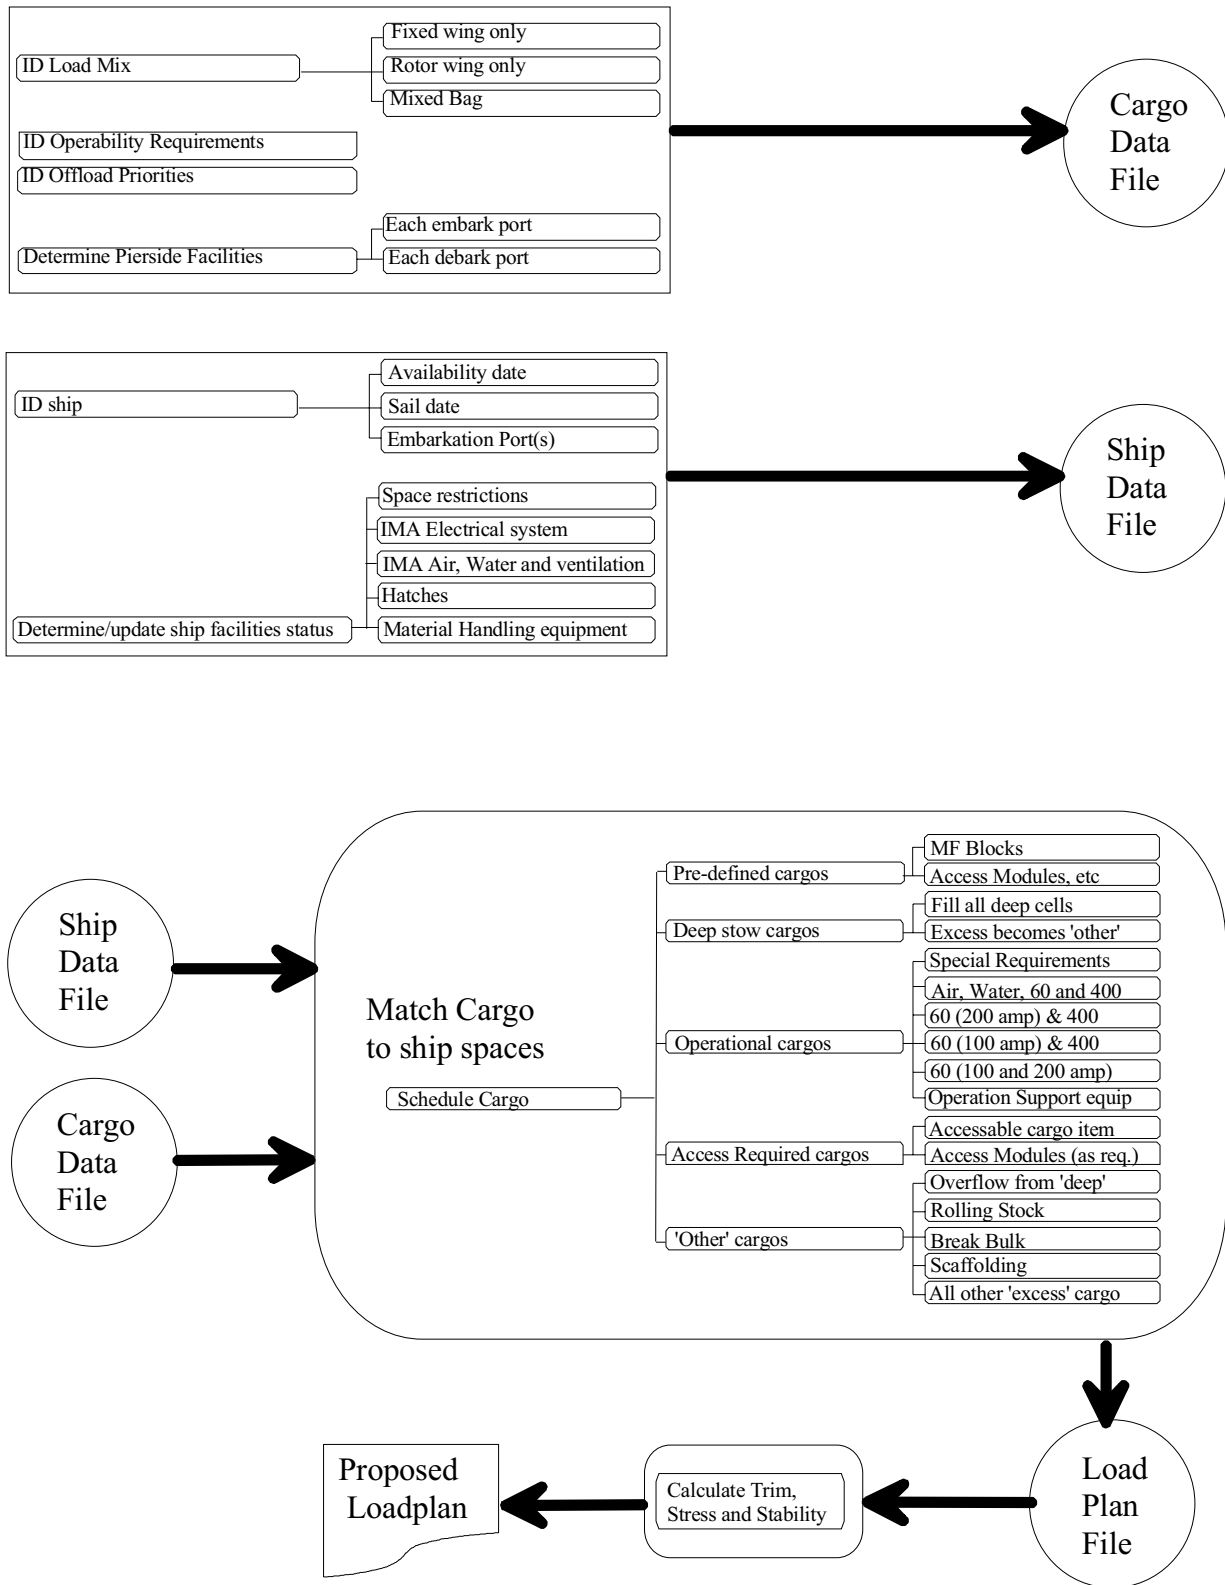 Fixed wing only
ID Load Mix
Rotor wing only
Mixed Bag
ID Operability Requirements
ID Offload Priorities
Each embark port
Determine Pierside Facilities
Each debark port
Cargo
Data
File
Availability date
ID ship
Sail date
Embarkation Port(s)
Space restrictions
IMA Electrical system
IMA Air, Water and ventilation
Hatches
Determine/update ship facilities status
Material Handling equipment
Ship
Data
File
Ship
Data
File
Cargo
Data
File
Match Cargo
to ship spaces
Schedule Cargo
Pre-defined cargos
MF Blocks
Access Modules, etc
Deep stow cargos
Fill all deep cells
Excess becomes 'other'
Operational cargos
Special Requirements
Air, Water, 60 and 400
60 (200 amp) & 400
60 (100 amp) & 400
60 (100 and 200 amp)
Operation Support equip
Access Required cargos
Accessable cargo item
Access Modules (as req.)
'Other' cargos
Overflow from 'deep'
Rolling Stock
Break Bulk
Scaffolding
All other 'excess' cargo
Load
Plan
File
Calculate Trim,
Stress and Stability
Proposed
Loadplan